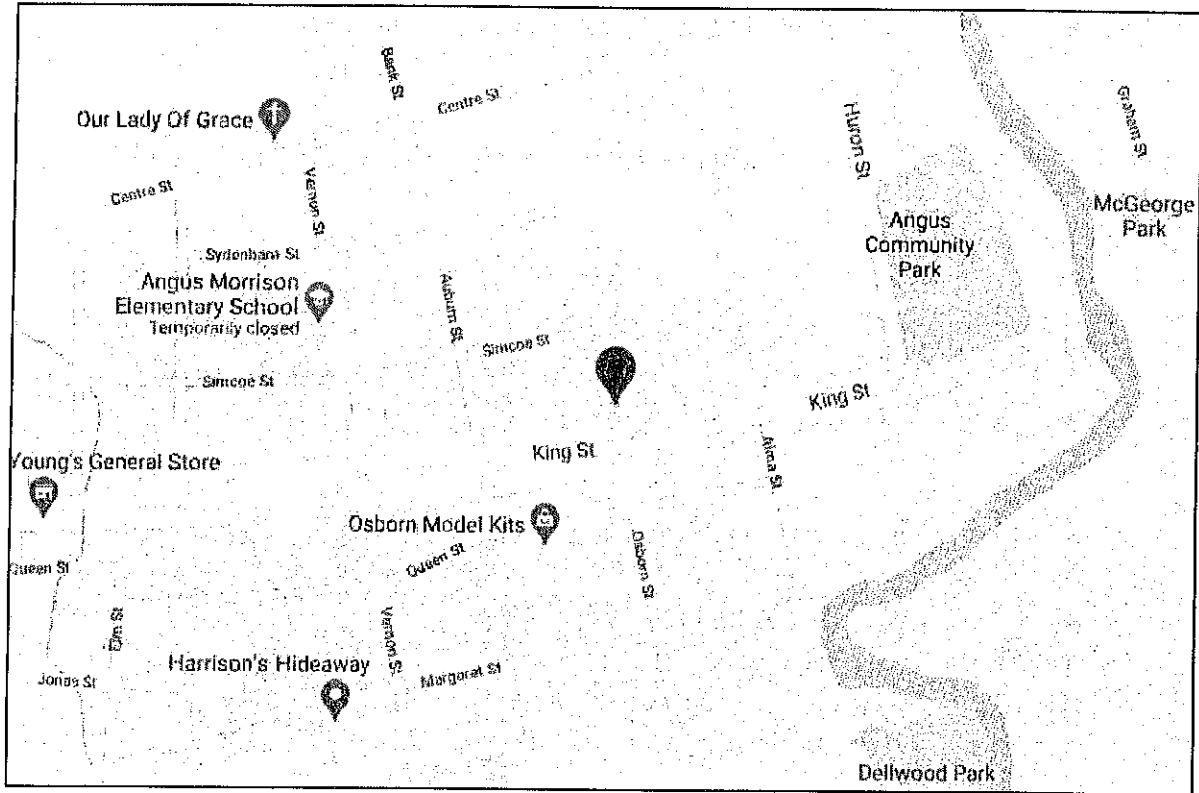 Bank St
Centre St
Our Lady Of Grace
Huron St
Graham St
Centre St
Vernon St
McGeorge
Park
Angus
Community
Park
Sydenham St
Angus Morrison
Elementary School
Temporarily closed
Auburn St
Simcoe St
Simcoe St
King St
King St
Alma St
Young's General Store
Osborn Model Kits
Queen St
Queen St
Osborn St
Elm St
Vernon St
Harrison's Hideaway
Margaret St
Jonas St
Dellwood Park